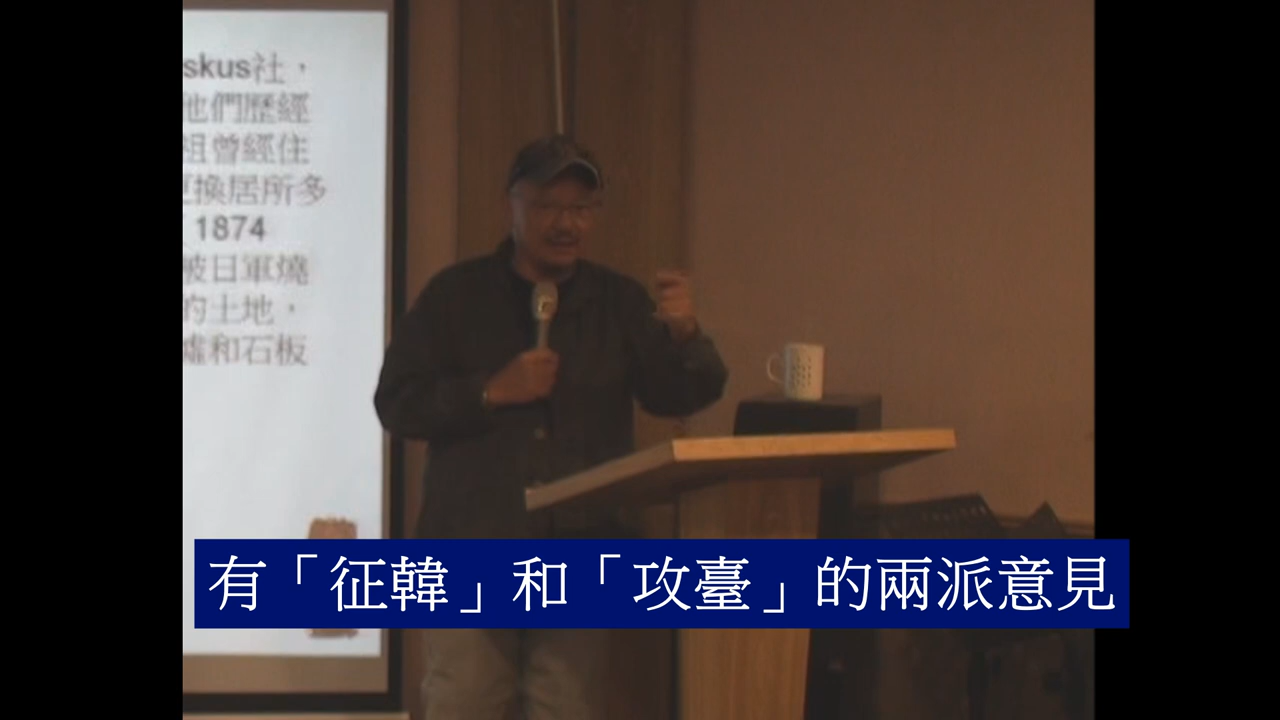 skus社，
他們歷經
祖曾經住
更換居所多
1874
被日軍燒
的土地，
墟和石板
有「征韓」和「攻臺」的兩派意見